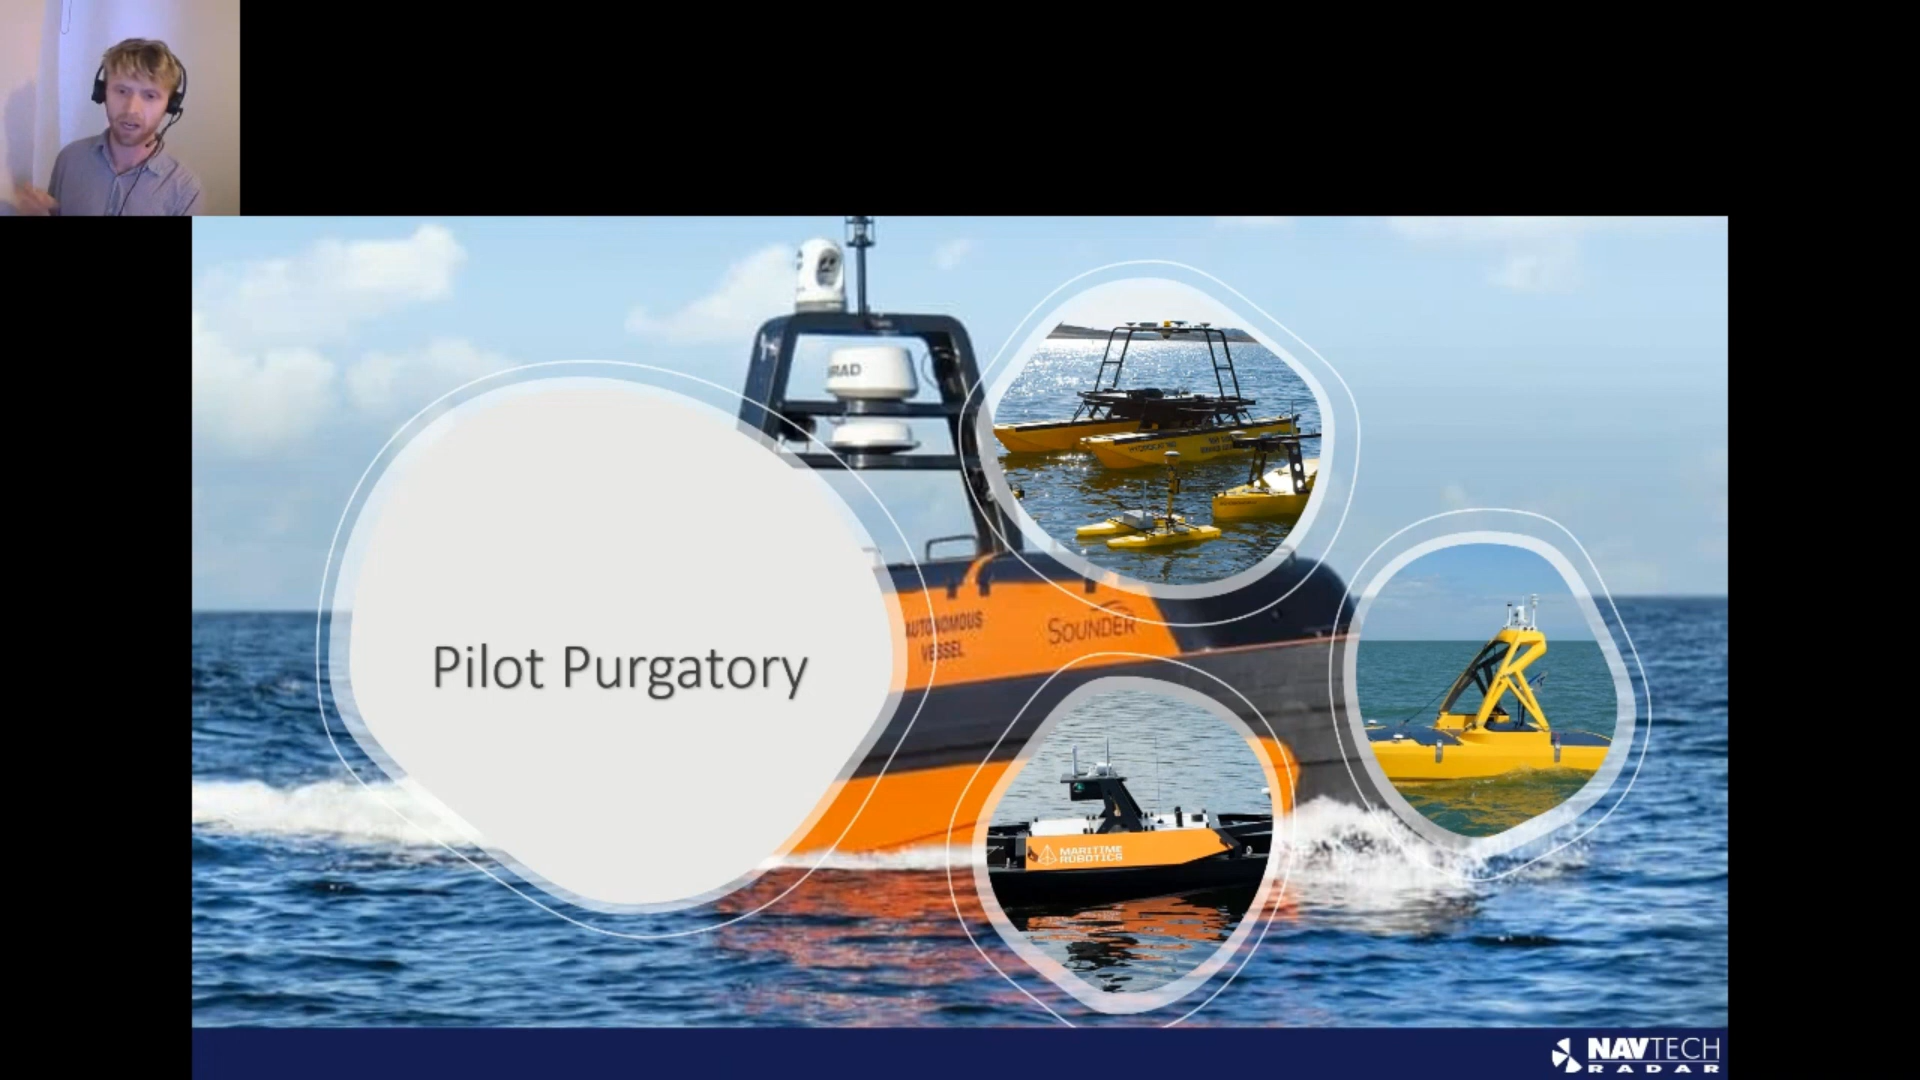 Pilot Purgatory
AUTONOMOUS
VESSEL
SOUNDER
MARITIME
ROBOTICS
NAVTECH
RADAR